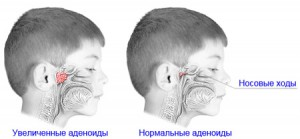 Носовые ходы
Увеличенные аденоиды
Нормальные аденоиды